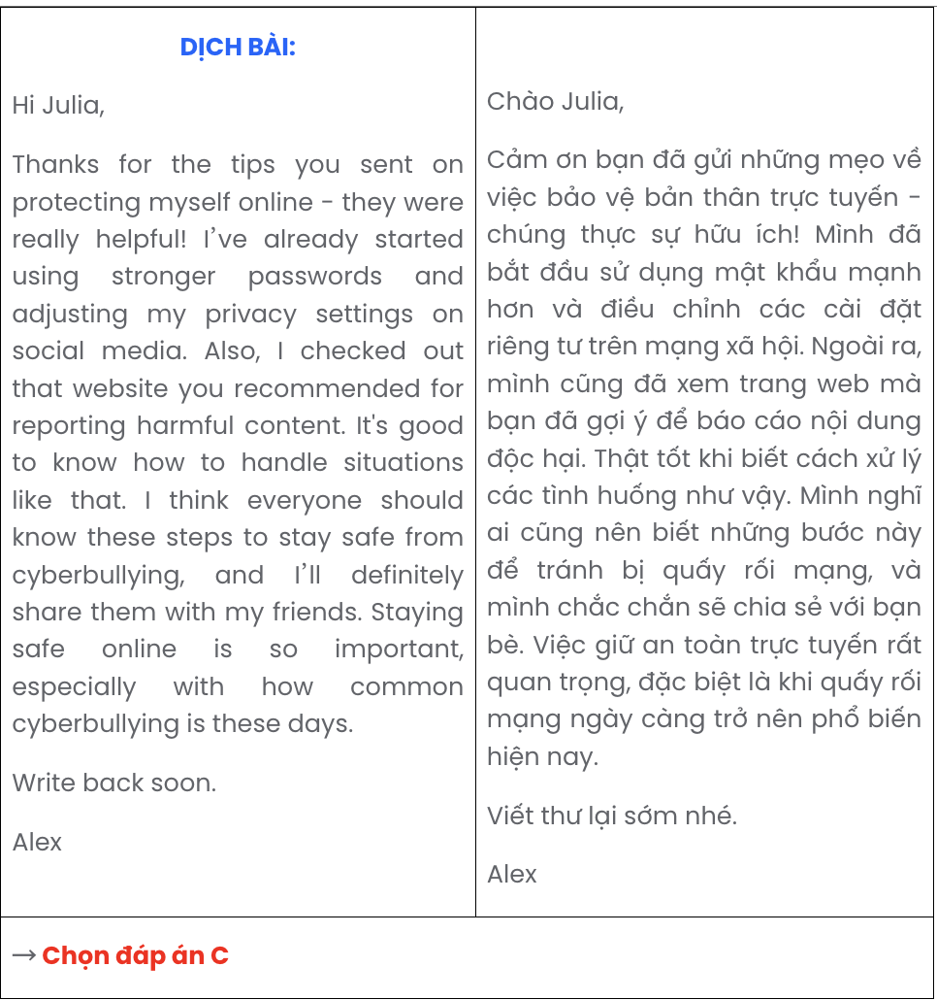 DỊCH BÀI:
Hi Julia,
Thanks for the tips you sent on
protecting myself online - they were
really helpful! I’ve already started
using stronger passwords and
adjusting my privacy settings on
social media. Also, I checked out
that website you recommended for
reporting harmful content. It's good
to know how to handle situations
like that. I think everyone should
know these steps to stay safe from
cyberbullying, and I’ll definitely
share them with my friends. Staying
safe online is so important,
especially with how common
cyberbullying is these days.
Write back soon.
Alex
Chào Julia,
Cảm ơn bạn đã gửi những mẹo về
việc bảo vệ bản thân trực tuyến -
chúng thực sự hữu ích! Mình đã
bắt đầu sử dụng mật khẩu mạnh
hơn và điều chỉnh các cài đặt
riêng tư trên mạng xã hội. Ngoài ra,
mình cũng đã xem trang web mà
bạn đã gợi ý để báo cáo nội dung
độc hại. Thật tốt khi biết cách xử lý
các tình huống như vậy. Mình nghĩ
ai cũng nên biết những bước này
để tránh bị quấy rối mạng, và
mình chắc chắn sẽ chia sẻ với bạn
bè. Việc giữ an toàn trực tuyến rất
quan trọng, đặc biệt là khi quấy rối
mạng ngày càng trở nên phổ biến
hiện nay.
Viết thư lại sớm nhé.
Alex
→ Chọn đáp án C